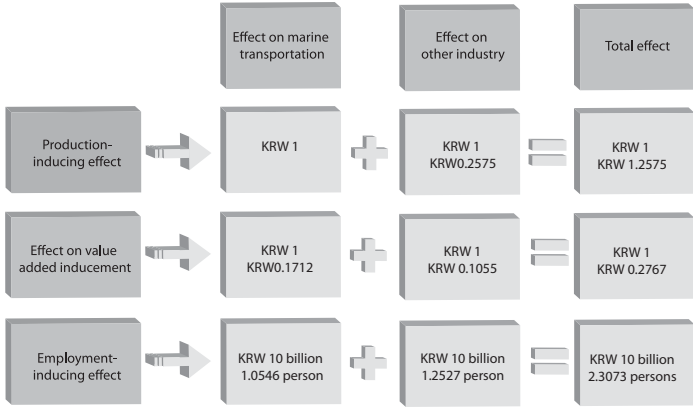 Effect on marine
transportation
Effect on
other industry
Total effect
Production-
inducing effect
KRW 1
KRW 1
KRW0.2575
KRW 1
KRW 1.2575
Effect on value
added inducement
KRW 1
KRW0.1712
KRW 1
KRW 0.1055
KRW 1
KRW 0.2767
Employment-
inducing effect
KRW 10 billion
1.0546 person
KRW 10 billion
1.2527 person
KRW 10 billion
2.3073 persons